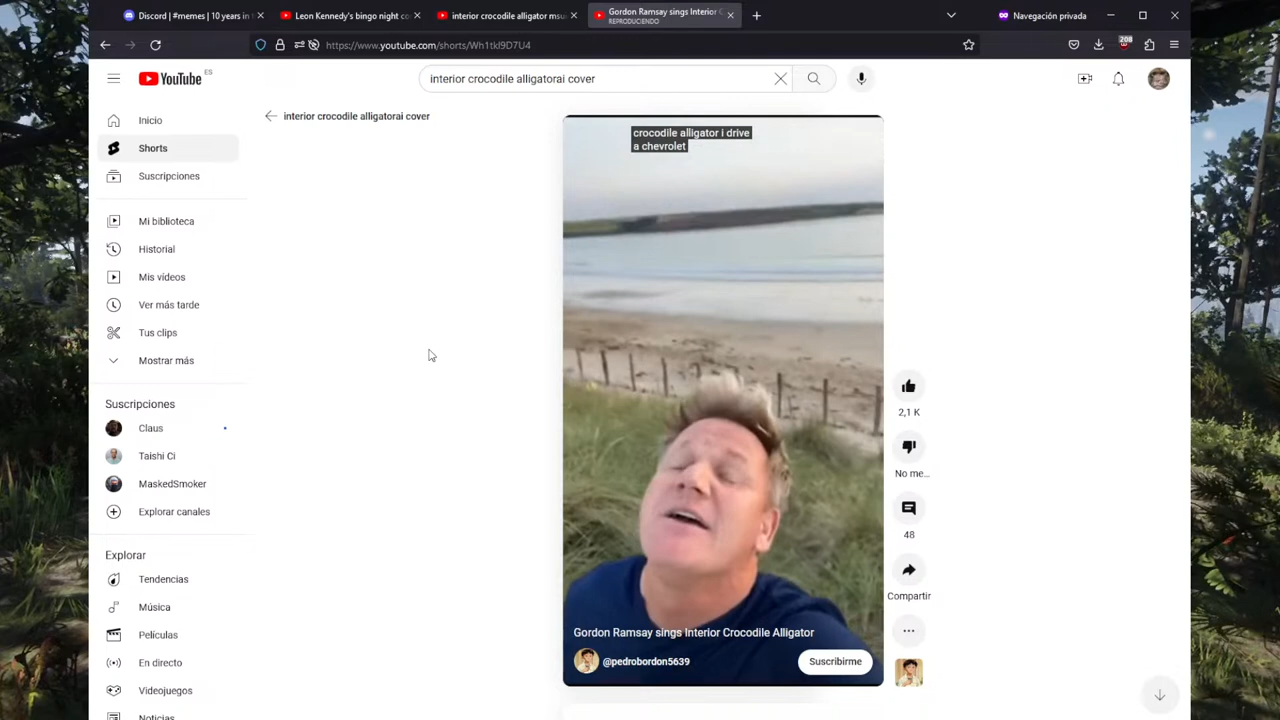 Discord | #memes | 10 years in t
Leon Kennedy's bingo night co
interior crocodile alligator msu
Gordon Ramsay sings Interior C
REPRODUCIENDO
Navegación privada
https://www.youtube.com/shorts/Wh1tkI9D7U4
208
YouTube ES
interior crocodile alligatorai cover
Inicio
Shorts
Suscripciones
Mi biblioteca
Historial
Mis vídeos
Ver más tarde
Tus clips
Mostrar más
Suscripciones
Claus
Taishi Ci
MaskedSmoker
Explorar canales
Explorar
Tendencias
Música
Películas
En directo
Videojuegos
Noticias
interior crocodile alligatorai cover
crocodile alligator i drive
a chevrolet
Gordon Ramsay sings Interior Crocodile Alligator
@pedrobordon5639
Suscribirme
2,1 K
No me...
48
Compartir